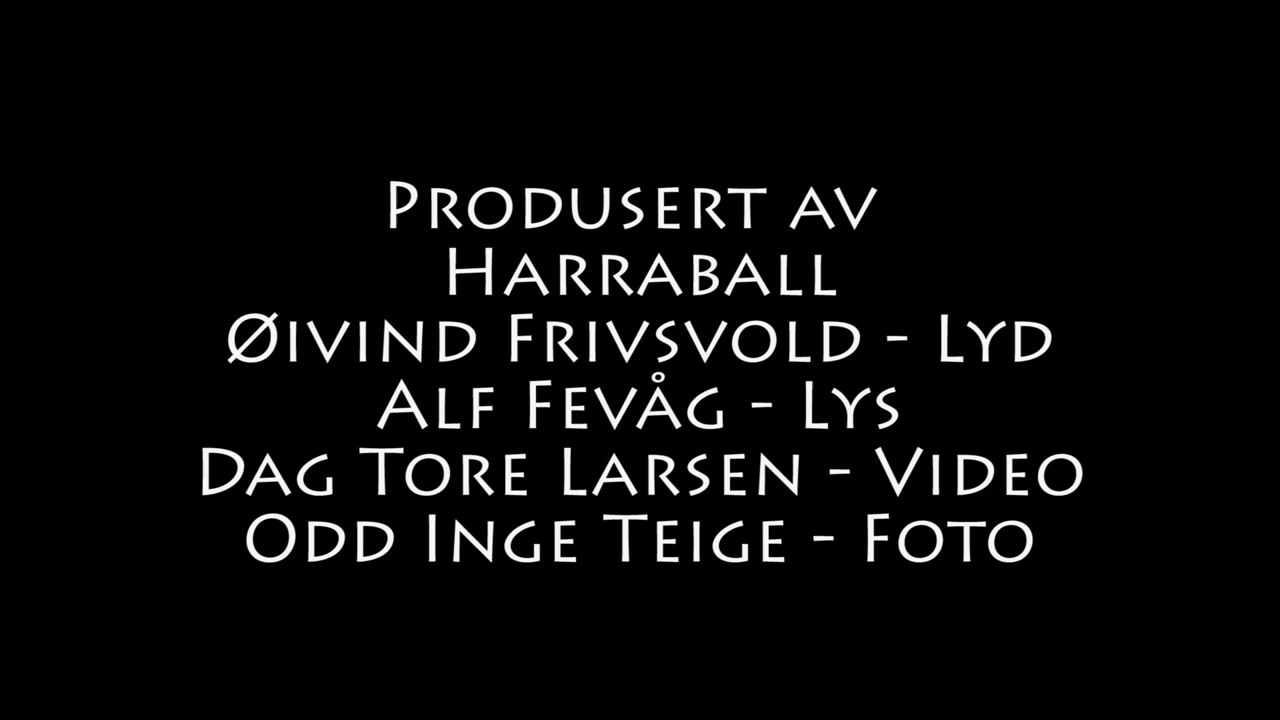 Produsert av
Harraball
Øivind Frivsvold - Lyd
Alf Fevåg - Lys
Dag Tore Larsen - Video
Odd Inge Teige - Foto